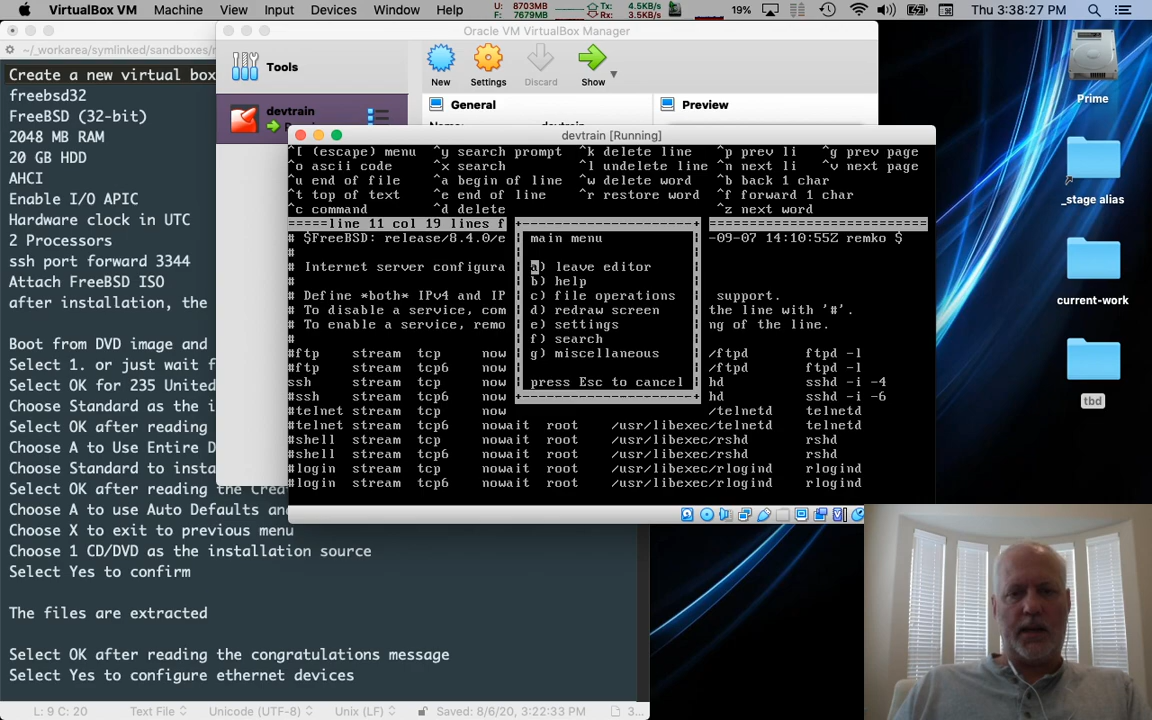 VirtualBox VM Machine View Input Devices Window Help U: 8703MB F: 7679MB Tx: 4.5KB/s Rx: 3.5KB/s 19% Thu 3:38:27 PM
~/_workarea/symlinked/sandboxes/
Oracle VM VirtualBox Manager
Tools
New Settings Discard Show
devtrain
General
Preview
Create a new virtual box
freebsd32
FreeBSD (32-bit)
2048 MB RAM
20 GB HDD
AHCI
Enable I/O APIC
Hardware clock in UTC
2 Processors
ssh port forward 3344
Attach FreeBSD ISO
after installation, the
Boot from DVD image and
Select 1. or just wait f
Select OK for 235 United
Choose Standard as the i
Select OK after reading
Choose A to Use Entire D
Choose Standard to insta
Select OK after reading the Crea
Choose A to use Auto Defaults an
Choose X to exit to previous menu
Choose 1 CD/DVD as the installation source
Select Yes to confirm
The files are extracted
Select OK after reading the congratulations message
Select Yes to configure ethernet devices
L: 9 C: 20 Text File Unicode (UTF-8) Unix (LF) Saved: 8/6/20, 3:22:33 PM 3...
devtrain [Running]
^[ (escape) menu ^y search prompt ^k delete line ^p prev li ^g prev page
^o ascii code ^x search ^l undelete line ^n next li ^v next page
^u end of file ^a begin of line ^w delete word ^b back 1 char
^t top of text ^e end of line ^r restore word ^f forward 1 char
^c command ^d delete ^z next word
=====line 11 col 19 lines f
# $FreeBSD: release/8.4.0/e -09-07 14:10:55Z remko $
#
# Internet server configura
#
# Define *both* IPv4 and IP support.
# To disable a service, com the line with '#'.
# To enable a service, remo ng of the line.
#
#ftp stream tcp now /ftpd ftpd -l
#ftp stream tcp6 now /ftpd ftpd -l
ssh stream tcp now hd sshd -i -4
#ssh stream tcp6 now hd sshd -i -6
#telnet stream tcp now /telnetd telnetd
#telnet stream tcp6 nowait root /usr/libexec/telnetd telnetd
#shell stream tcp nowait root /usr/libexec/rshd rshd
#shell stream tcp6 nowait root /usr/libexec/rshd rshd
#login stream tcp nowait root /usr/libexec/rlogind rlogind
#login stream tcp6 nowait root /usr/libexec/rlogind rlogind
main menu
a) leave editor
b) help
c) file operations
d) redraw screen
e) settings
f) search
g) miscellaneous
press Esc to cancel
Prime
_stage alias
current-work
tbd